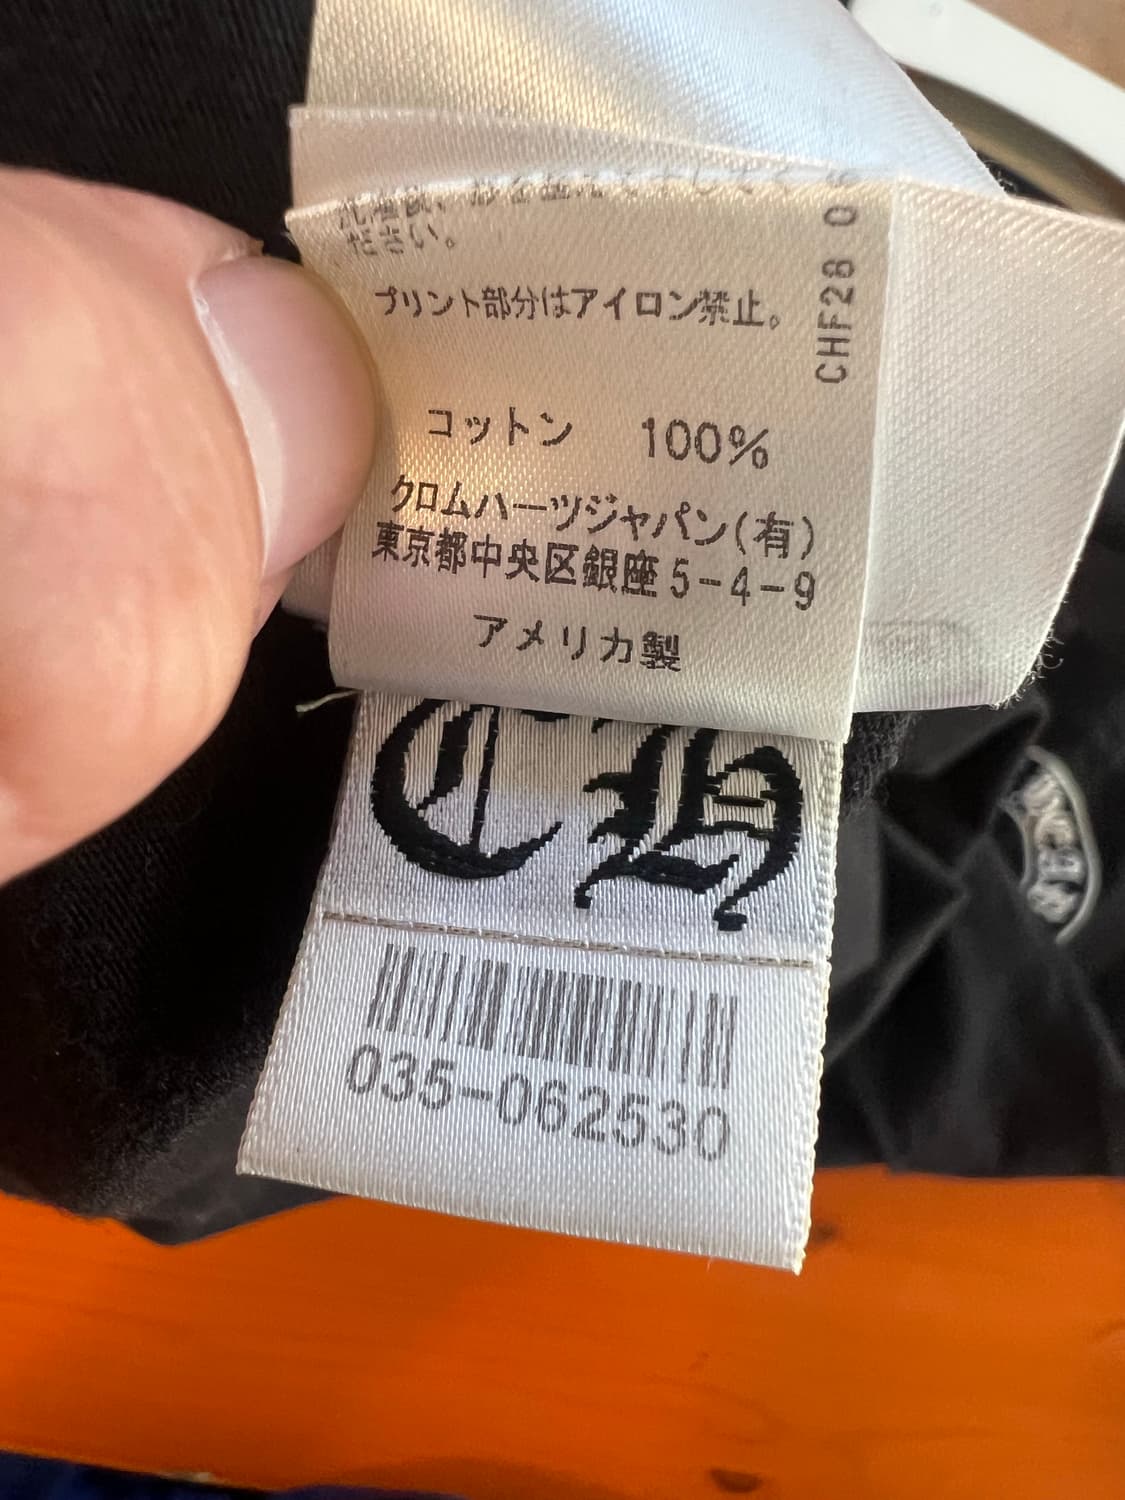 ださい。
プリント部分はアイロン禁止。
CHF28 0
コットン 100%
クロムハーツジャパン(有)
東京都中央区銀座5-4-9
アメリカ製
CH
035-062530